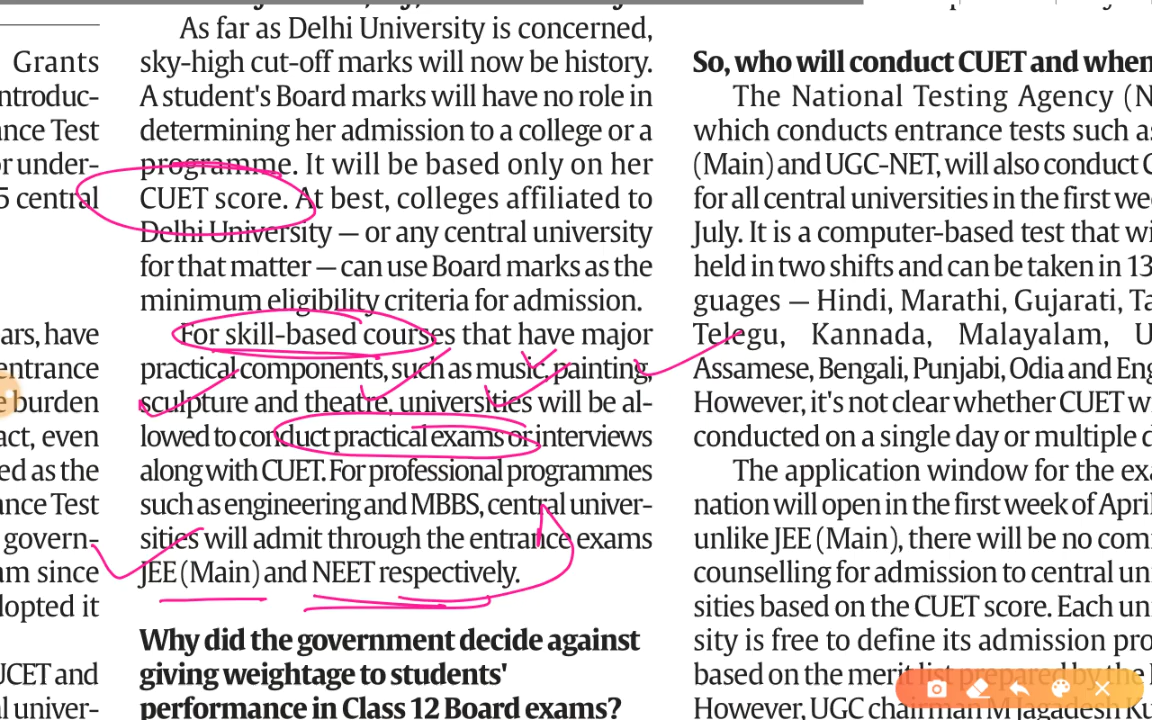 Grants
ntroduc-
ance Test
or under-
5 central
ars, have
entrance
e burden
act, even
ed as the
ance Test
govern-
am since
dopted it
UCET and
al univer-
As far as Delhi University is concerned,
sky-high cut-off marks will now be history.
A student's Board marks will have no role in
determining her admission to a college or a
programme. It will be based only on her
CUET score. At best, colleges affiliated to
Delhi University — or any central university
for that matter — can use Board marks as the
minimum eligibility criteria for admission.
For skill-based courses that have major
practical components, such as music, painting,
sculpture and theatre, universities will be al-
lowed to conduct practical exams or interviews
along with CUET. For professional programmes
such as engineering and MBBS, central univer-
sities will admit through the entrance exams
JEE (Main) and NEET respectively.
Why did the government decide against
giving weightage to students'
performance in Class 12 Board exams?
So, who will conduct CUET and when
The National Testing Agency (N
which conducts entrance tests such as
(Main) and UGC-NET, will also conduct C
for all central universities in the first we
July. It is a computer-based test that wi
held in two shifts and can be taken in 13
guages — Hindi, Marathi, Gujarati, Ta
Telegu, Kannada, Malayalam, U
Assamese, Bengali, Punjabi, Odia and Eng
However, it's not clear whether CUET w
conducted on a single day or multiple d
The application window for the exa
nation will open in the first week of April
unlike JEE (Main), there will be no com
counselling for admission to central un
sities based on the CUET score. Each un
sity is free to define its admission pro
based on the merit list prepared by the
However, UGC chairman M Jagadesh Ku